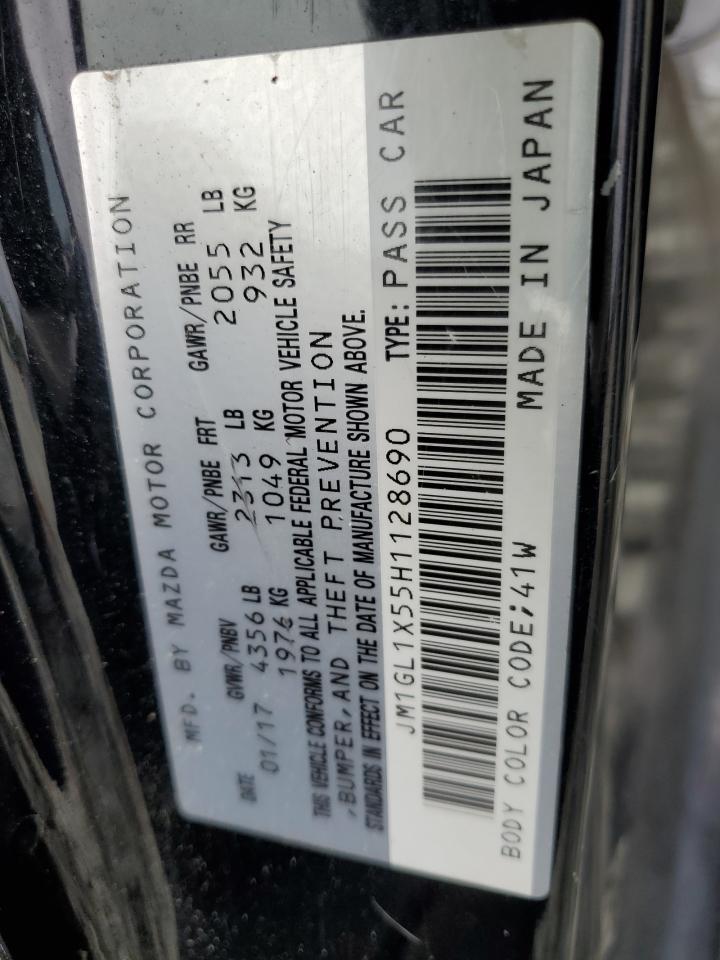 MFD. BY MAZDA MOTOR CORPORATION
DATE GVWR/PNBV GAWR/PNBE FRT GAWR/PNBE RR
01/17 4356 LB 2313 LB 2055 LB
1976 KG 1049 KG 932 KG
THIS VEHICLE CONFORMS TO ALL APPLICABLE FEDERAL MOTOR VEHICLE SAFETY
,BUMPER,AND THEFT PREVENTION
STANDARDS IN EFFECT ON THE DATE OF MANUFACTURE SHOWN ABOVE.
JM1GL1X55H1128690 TYPE: PASS CAR
BODY COLOR CODE;41W MADE IN JAPAN